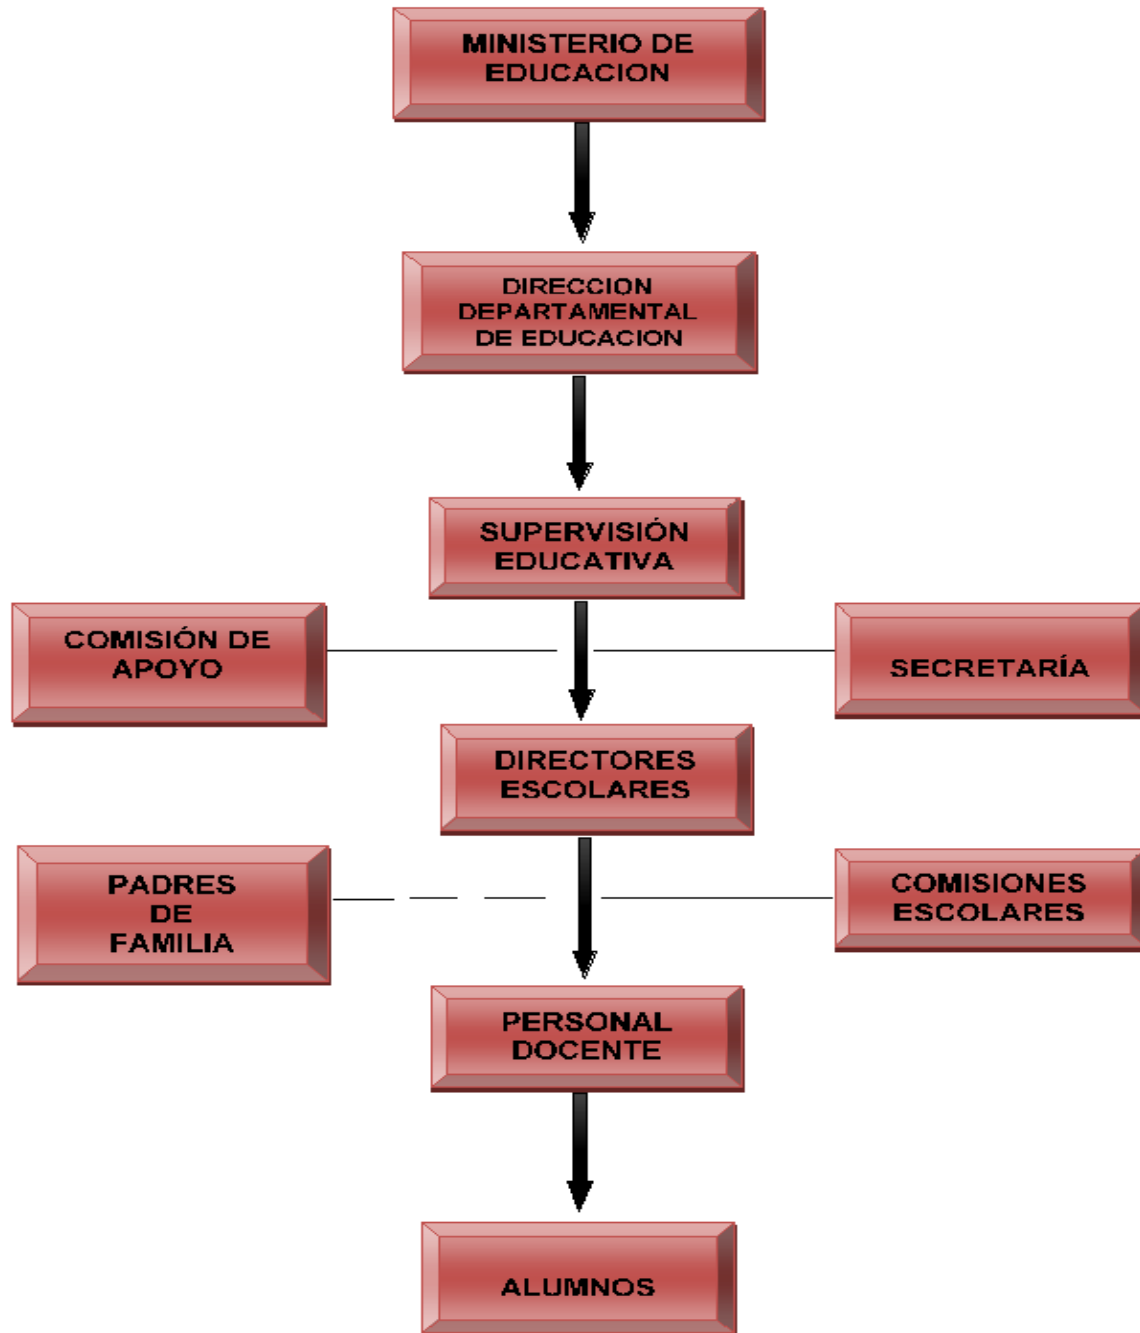 MINISTERIO DE
EDUCACION
DIRECCION
DEPARTAMENTAL
DE EDUCACION
SUPERVISIÓN
EDUCATIVA
COMISIÓN DE
APOYO
SECRETARÍA
DIRECTORES
ESCOLARES
PADRES
DE
FAMILIA
COMISIONES
ESCOLARES
PERSONAL
DOCENTE
ALUMNOS